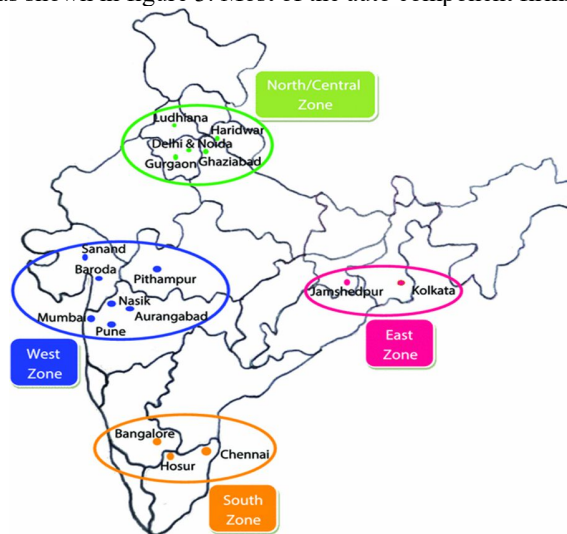 as shown in figure 3. Most of the auto component firms
North/Central
Zone
Ludhiana
Haridwar
Delhi & Noida
Gurgaon
Ghaziabad
Sanand
Baroda
Pithampur
Nasik
Mumbai
Aurangabad
Pune
West
Zone
Jamshedpur
Kolkata
East
Zone
Bangalore
Chennai
Hosur
South
Zone